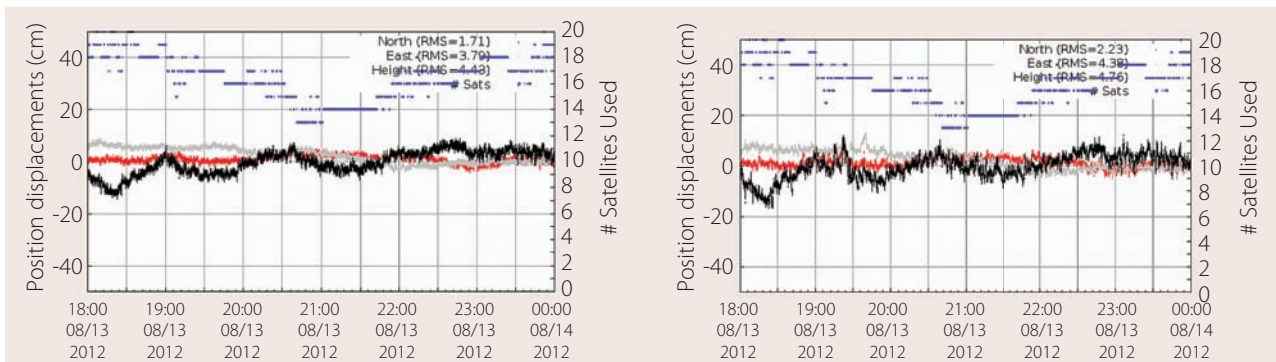 Position displacements (cm)
40
20
0
-20
-40
North (RMS=1.71)
East (RMS=3.79)
Height (RMS=4.43)
# Sats
20
18
16
14
12
10
8
6
4
2
0
# Satellites Used
18:00 19:00 20:00 21:00 22:00 23:00 00:00
08/13 08/13 08/13 08/13 08/13 08/13 08/14
2012 2012 2012 2012 2012 2012 2012
Position displacements (cm)
40
20
0
-20
-40
North (RMS=2.23)
East (RMS=4.38)
Height (RMS=4.76)
# Sats
20
18
16
14
12
10
8
6
4
2
0
# Satellites Used
18:00 19:00 20:00 21:00 22:00 23:00 00:00
08/13 08/13 08/13 08/13 08/13 08/13 08/14
2012 2012 2012 2012 2012 2012 2012